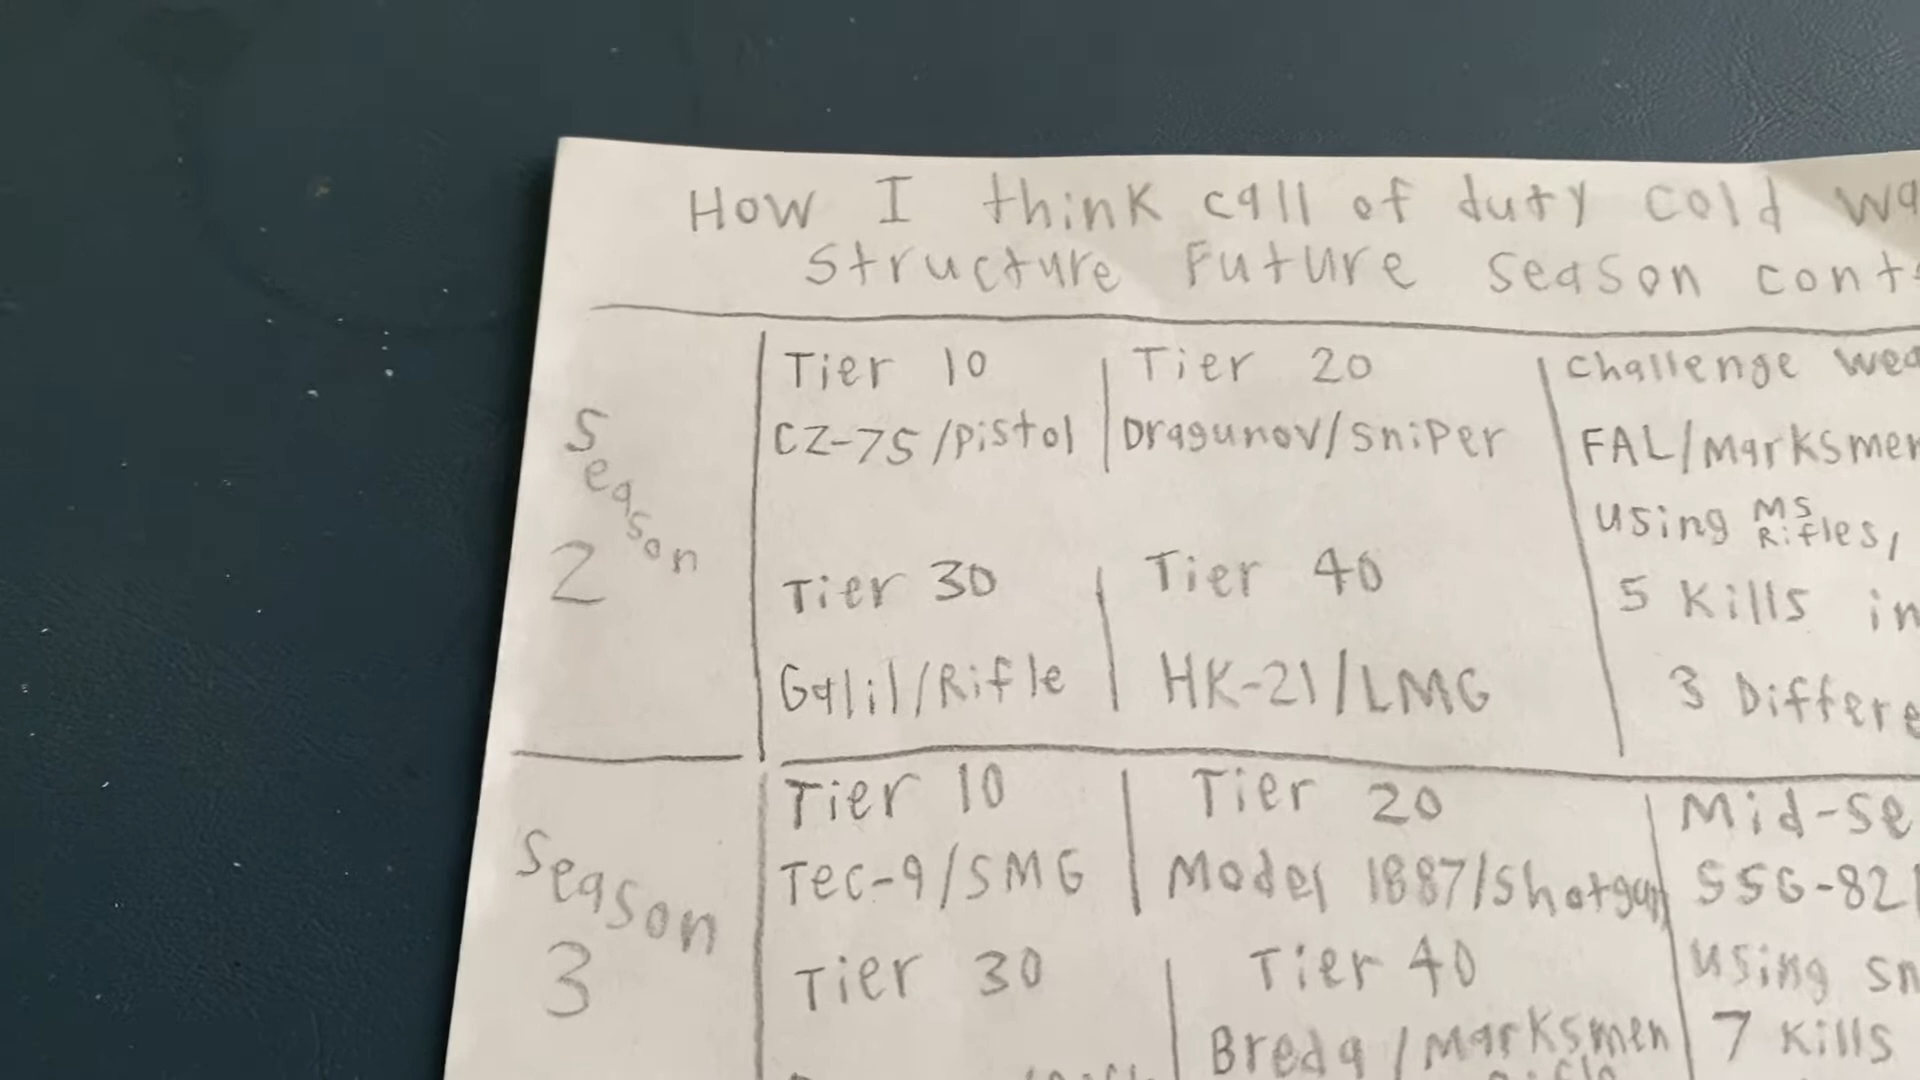 How I think call of duty cold
Structure Future season
Season
2
Tier 10
CZ-75/Pistol
Tier 20
Dragunov/Sniper
Tier 30
Galil/Rifle
Tier 40
HK-21/LMG
Challenge
FAL/
using MS
Rifles,
5 Kills in
3
Season
3
Tier 10
Tec-9/SMG
Tier 20
Model 1887/Shotgun
Tier 30
Tier 40
Breda/Marksmen
SSG-82
using
7 Kills